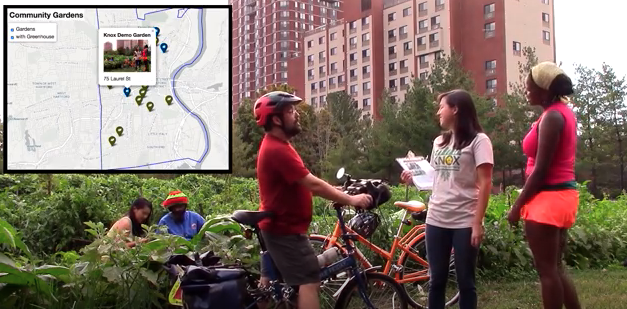 Community Gardens
Gardens
with Greenhouse
Knox Demo Garden
75 Laurel St
KNOX